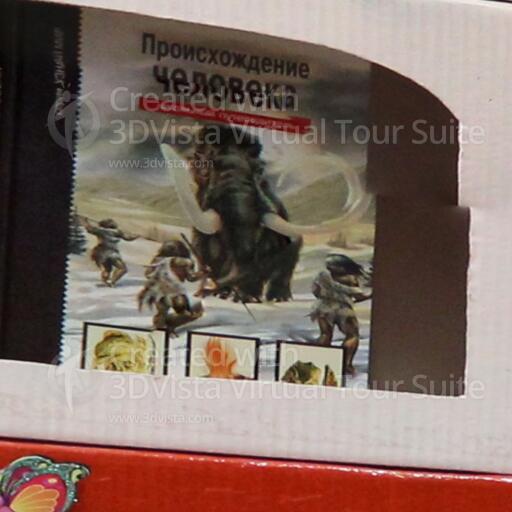 Происхождение
человека
Created with
3DVista Virtual Tour Suite
www.3dvista.com
Created with
3DVista Virtual Tour Suite
www.3dvista.com